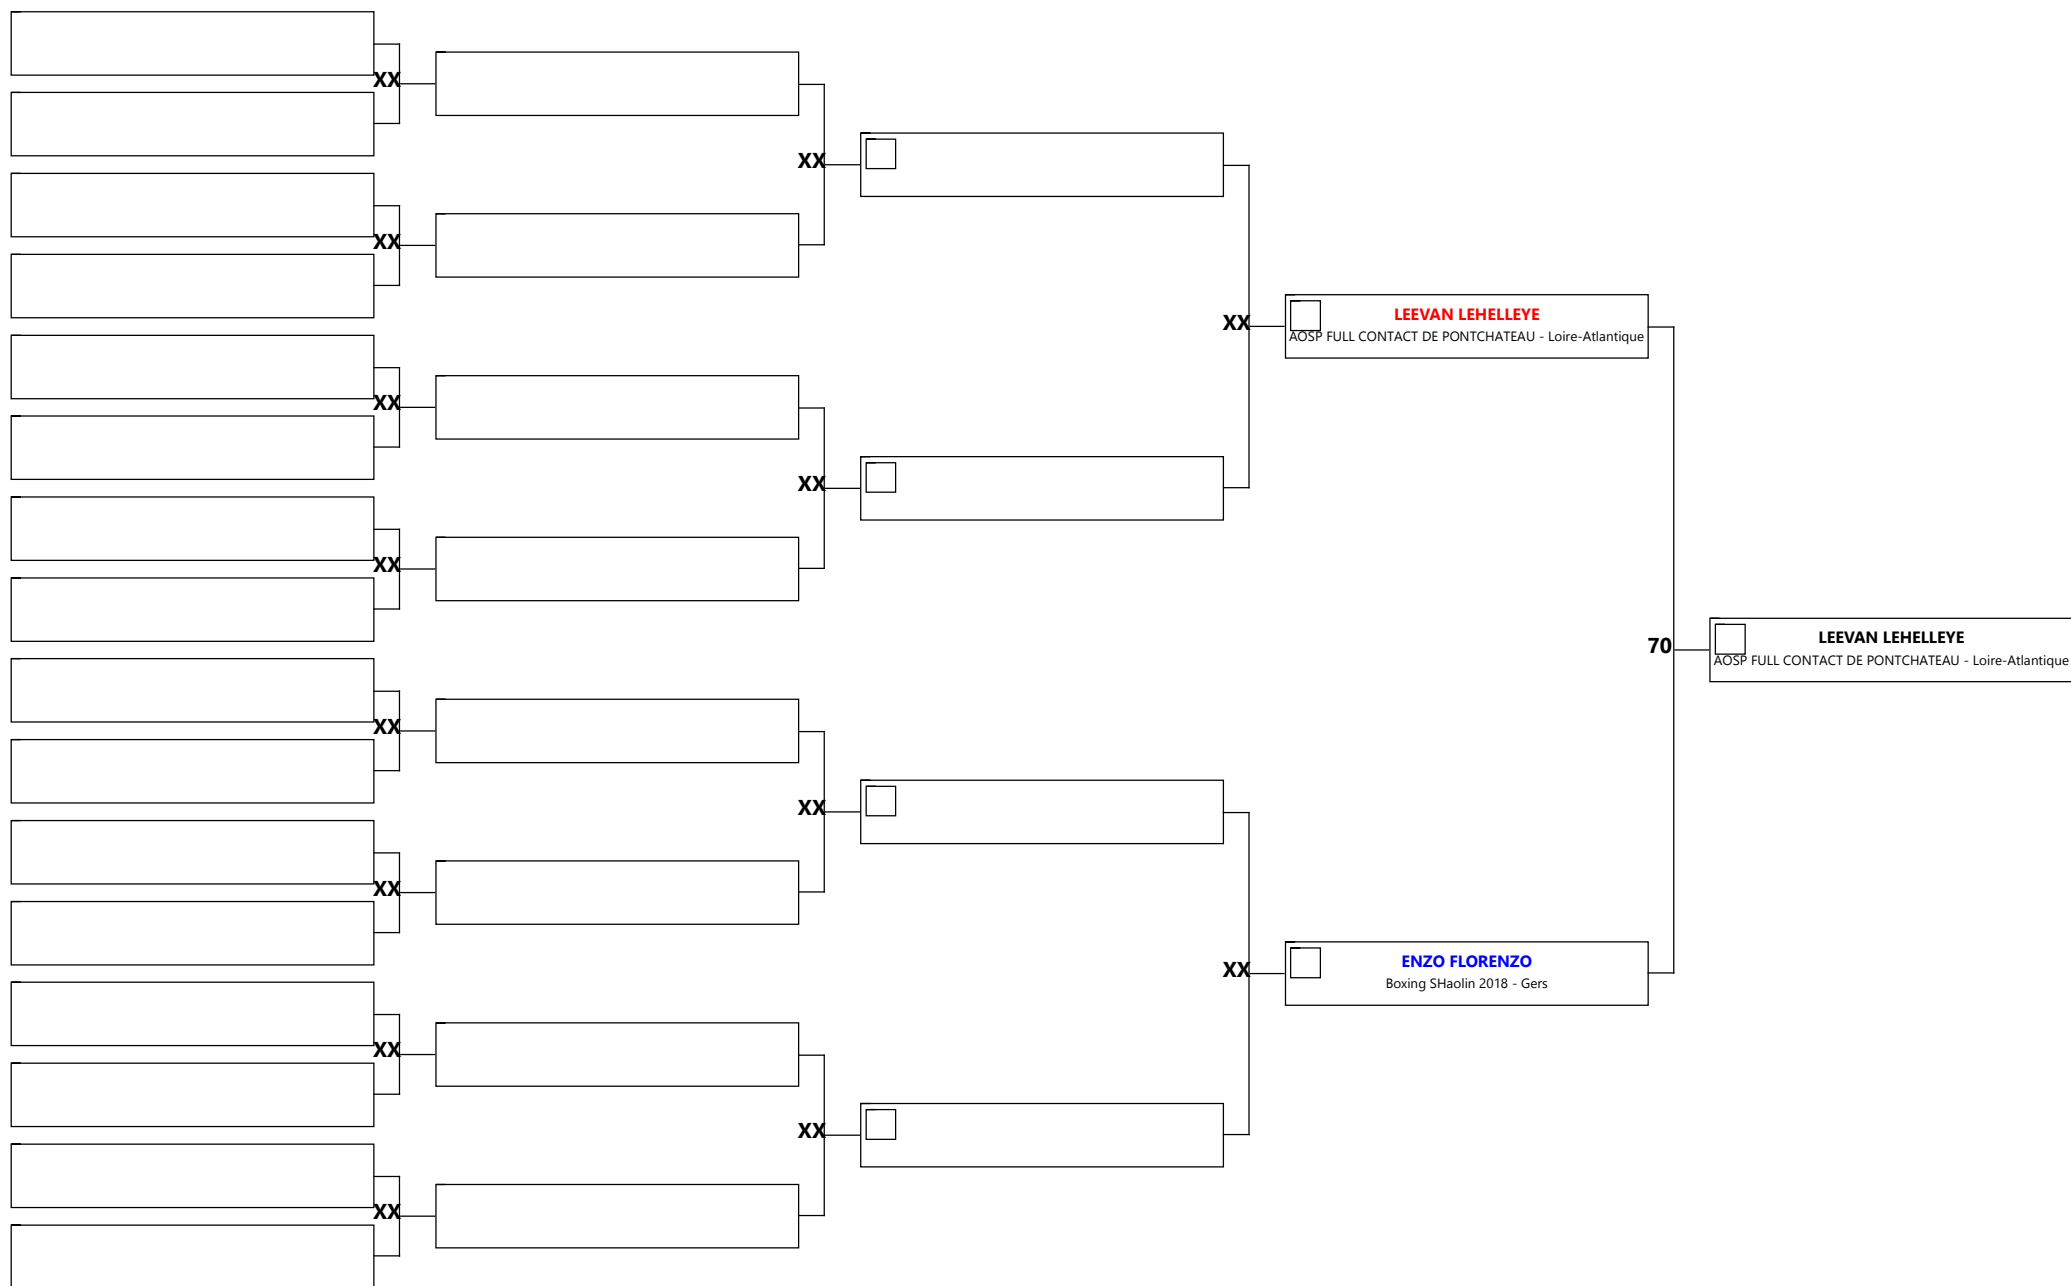 XX
XX
XX
XX
XX
XX
XX
XX
XX
XX
XX
XX
XX
LEEVAN LEHELLEYE
AOSP FULL CONTACT DE PONTCHATEAU - Loire-Atlantique
XX
ENZO FLORENZO
Boxing SHaolin 2018 - Gers
70
LEEVAN LEHELLEYE
AOSP FULL CONTACT DE PONTCHATEAU - Loire-Atlantique